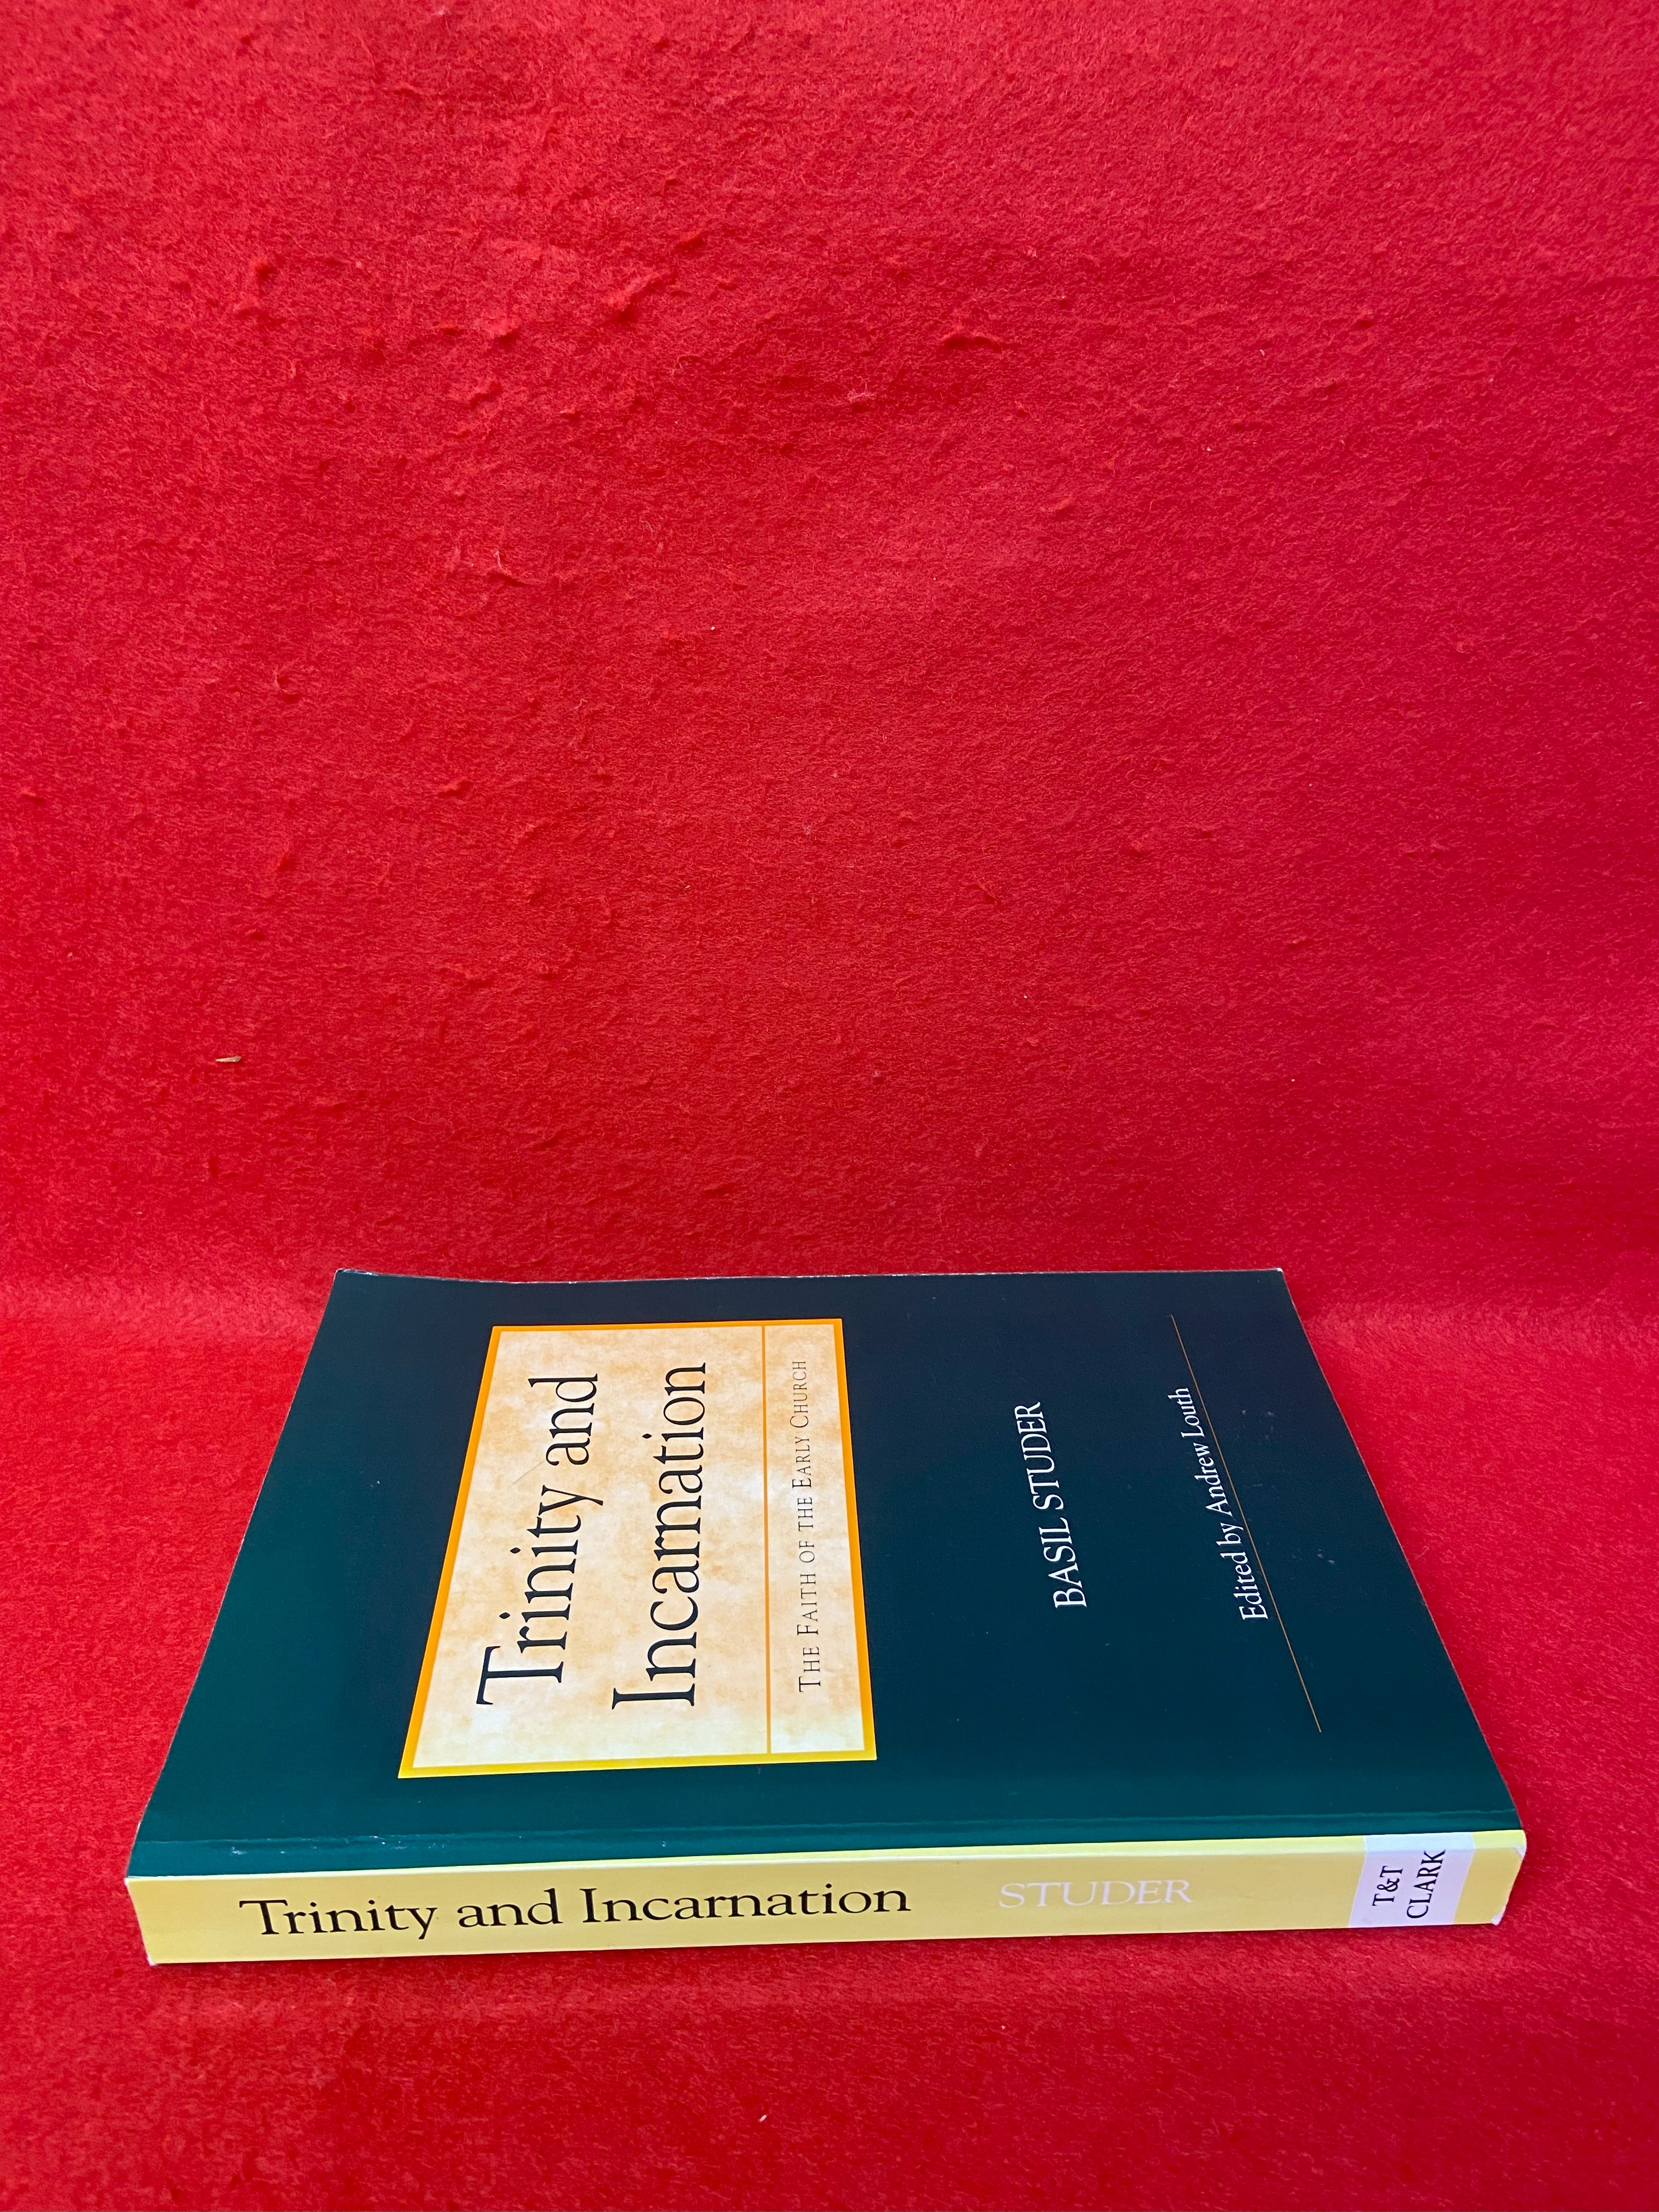 Trinity and
Incarnation
THE FAITH OF THE EARLY CHURCH
BASIL STUDER
Edited by Andrew Louth
Trinity and Incarnation
STUDER
T&T
CLARK